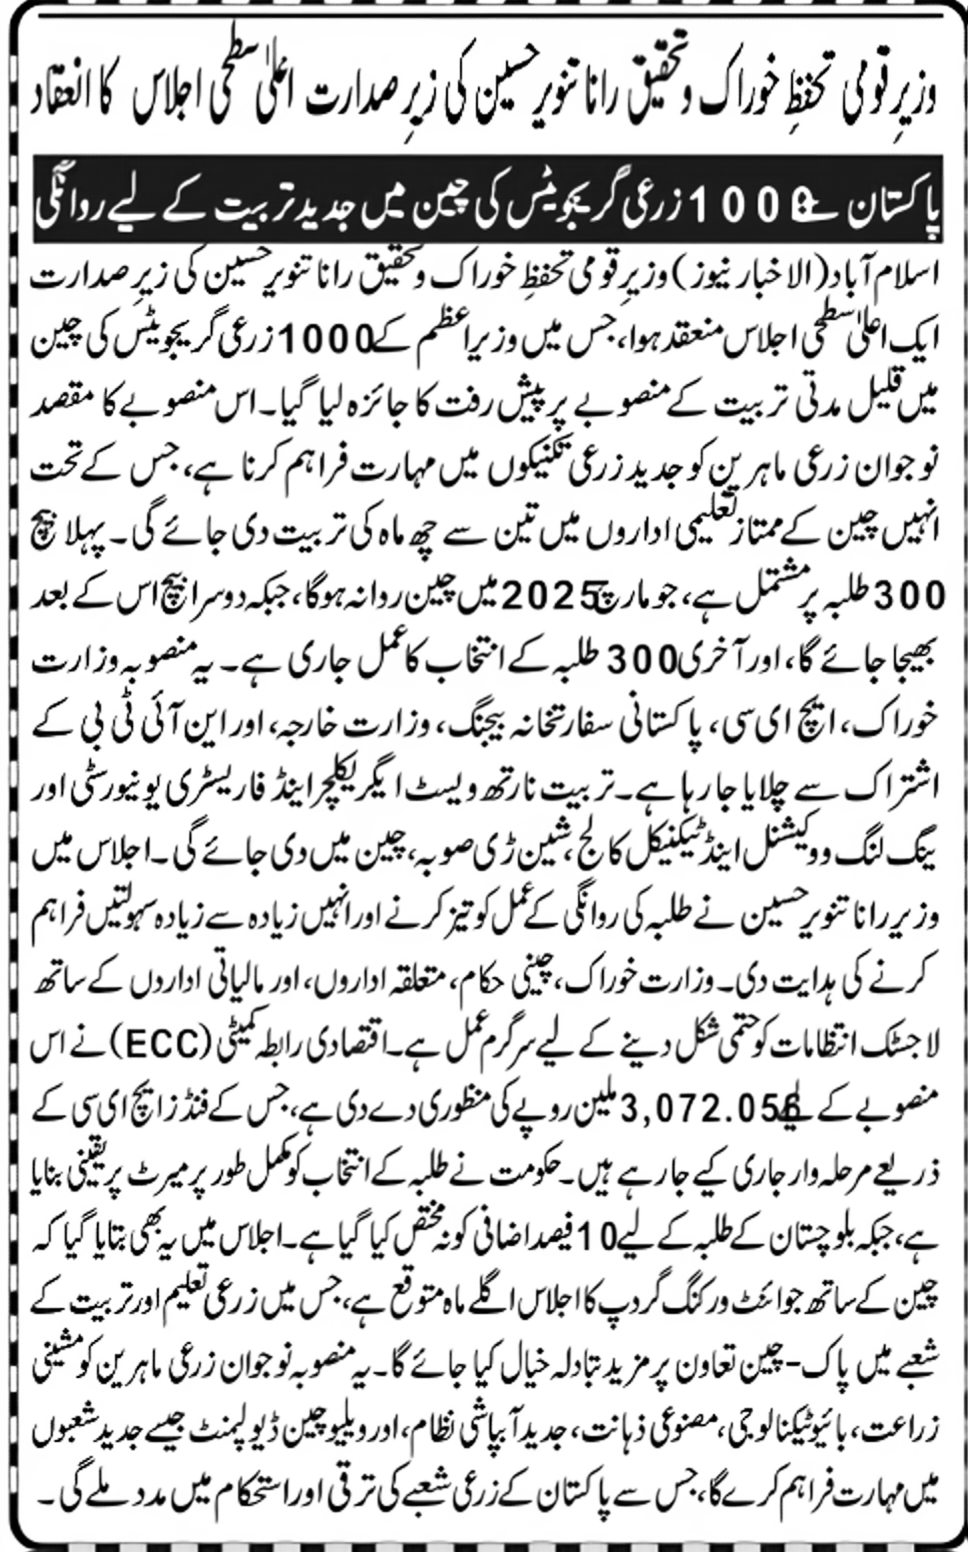 وزیرِ قومی تحفظِ خوراک و تحقیق رانا تنویر حسین کی زیرِ صدارت اعلیٰ سطحی اجلاس کا انعقاد
پاکستان سے 1000 زرعی گریجویٹس کی چین میں جدید تربیت کے لیے روانگی
اسلام آباد (الاخبار نیوز) وزیرِ قومی تحفظِ خوراک و تحقیق رانا تنویر حسین کی زیرِ صدارت
ایک اعلیٰ سطحی اجلاس منعقد ہوا، جس میں وزیراعظم کے 1000 زرعی گریجویٹس کی چین
میں قلیل مدتی تربیت کے منصوبے پر پیش رفت کا جائزہ لیا گیا۔ اس منصوبے کا مقصد
نوجوان زرعی ماہرین کو جدید زرعی تکنیکوں میں مہارت فراہم کرنا ہے، جس کے تحت
انہیں چین کے ممتاز تعلیمی اداروں میں تین سے چھ ماہ کی تربیت دی جائے گی۔ پہلا بیچ
300 طلبہ پر مشتمل ہے، جو مارچ 2025 میں چین روانہ ہوگا، جبکہ دوسرا بیچ اس کے بعد
بھیجا جائے گا، اور آخری 300 طلبہ کے انتخاب کا عمل جاری ہے۔ یہ منصوبہ وزارت
خوراک، ایچ ای سی، پاکستانی سفارتخانہ بیجنگ، وزارت خارجہ، اور این آئی ٹی بی کے
اشتراک سے چلایا جا رہا ہے۔ تربیت نارتھ ویسٹ ایگریکلچر اینڈ فاریسٹری یونیورسٹی اور
ینگ لنگ ووکیشنل اینڈ ٹیکنیکل کالج، شین ژی صوبہ، چین میں دی جائے گی۔ اجلاس میں
وزیر رانا تنویر حسین نے طلبہ کی روانگی کے عمل کو تیز کرنے اور انہیں زیادہ سے زیادہ سہولتیں فراہم
کرنے کی ہدایت دی۔ وزارت خوراک، چینی حکام، متعلقہ اداروں، اور مالیاتی اداروں کے ساتھ
لاجسٹک انتظامات کو حتمی شکل دینے کے لیے سرگرم عمل ہے۔ اقتصادی رابطہ کمیٹی (ECC) نے اس
منصوبے کے لیے 3,072.056 ملین روپے کی منظوری دے دی ہے، جس کے فنڈز ایچ ای سی کے
ذریعے مرحلہ وار جاری کیے جا رہے ہیں۔ حکومت نے طلبہ کے انتخاب کو مکمل طور پر میرٹ پر یقینی بنایا
ہے، جبکہ بلوچستان کے طلبہ کے لیے 10 فیصد اضافی کوٹہ مختص کیا گیا ہے۔ اجلاس میں یہ بھی بتایا گیا کہ
چین کے ساتھ جوائنٹ ورکنگ گروپ کا اجلاس اگلے ماہ متوقع ہے، جس میں زرعی تعلیم اور تربیت کے
شعبے میں پاک-چین تعاون پر مزید تبادلہ خیال کیا جائے گا۔ یہ منصوبہ نوجوان زرعی ماہرین کو مشینی
زراعت، بائیوٹیکنالوجی، مصنوعی ذہانت، جدید آبپاشی نظام، اور ویلیو چین ڈیولپمنٹ جیسے جدید شعبوں
میں مہارت فراہم کرے گا، جس سے پاکستان کے زرعی شعبے کی ترقی اور استحکام میں مدد ملے گی۔